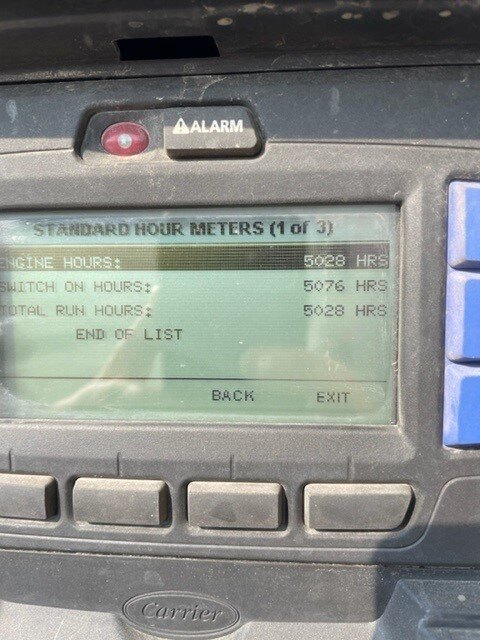 ⚠ALARM
STANDARD HOUR METERS (1 of 3)
ENGINE HOURS: 5028 HRS
SWITCH ON HOURS: 5076 HRS
TOTAL RUN HOURS: 5028 HRS
END OF LIST
BACK EXIT
Carrier